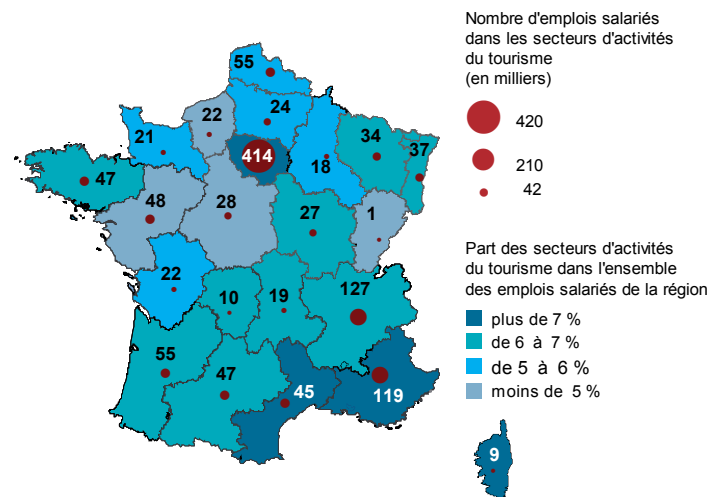 Nombre d'emplois salariés
dans les secteurs d'activités
du tourisme
(en milliers)
420
210
42
Part des secteurs d'activités
du tourisme dans l'ensemble
des emplois salariés de la région
plus de 7 %
de 6 à 7 %
de 5 à 6 %
moins de 5 %
55
24
22
21
414
18
34
37
47
48
28
27
1
22
10
19
127
55
47
45
119
9